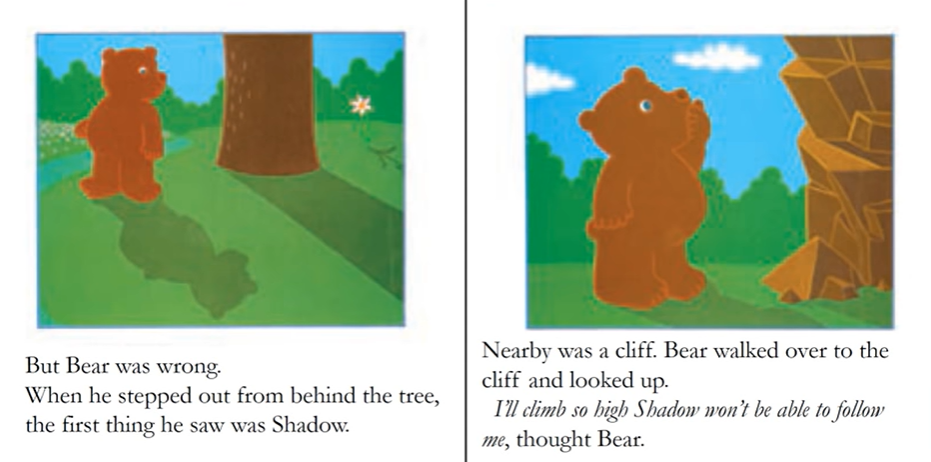 But Bear was wrong.
When he stepped out from behind the tree,
the first thing he saw was Shadow.
Nearby was a cliff. Bear walked over to the
cliff and looked up.
I'll climb so high Shadow won't be able to follow
me, thought Bear.